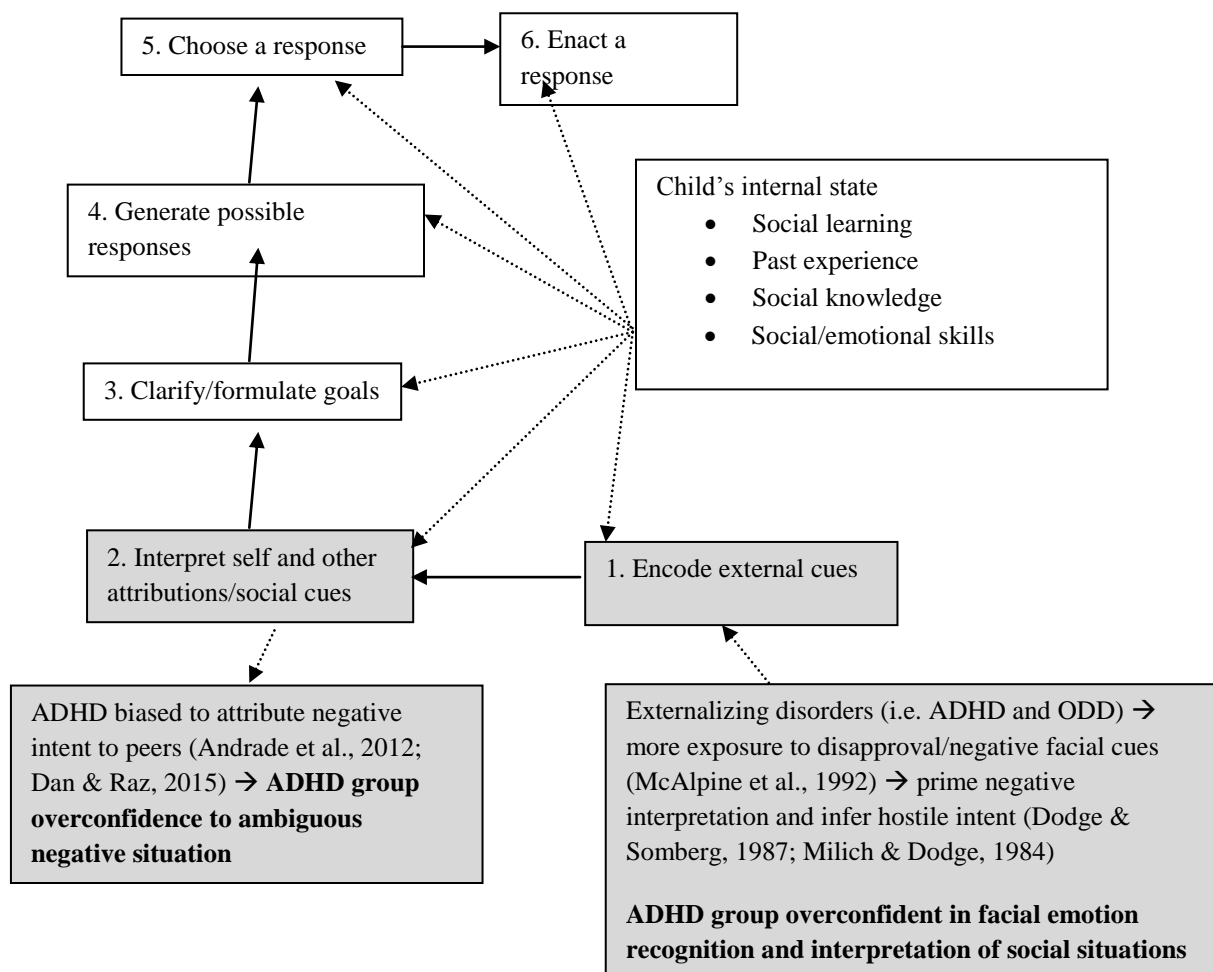 5. Choose a response
6. Enact a
response
Child’s internal state
• Social learning
• Past experience
• Social knowledge
• Social/emotional skills
4. Generate possible
responses
3. Clarify/formulate goals
2. Interpret self and other
attributions/social cues
1. Encode external cues
ADHD biased to attribute negative
intent to peers (Andrade et al., 2012;
Dan & Raz, 2015) → ADHD group
overconfidence to ambiguous
negative situation
Externalizing disorders (i.e. ADHD and ODD) →
more exposure to disapproval/negative facial cues
(McAlpine et al., 1992) → prime negative
interpretation and infer hostile intent (Dodge &
Somberg, 1987; Milich & Dodge, 1984)
ADHD group overconfident in facial emotion
recognition and interpretation of social situations